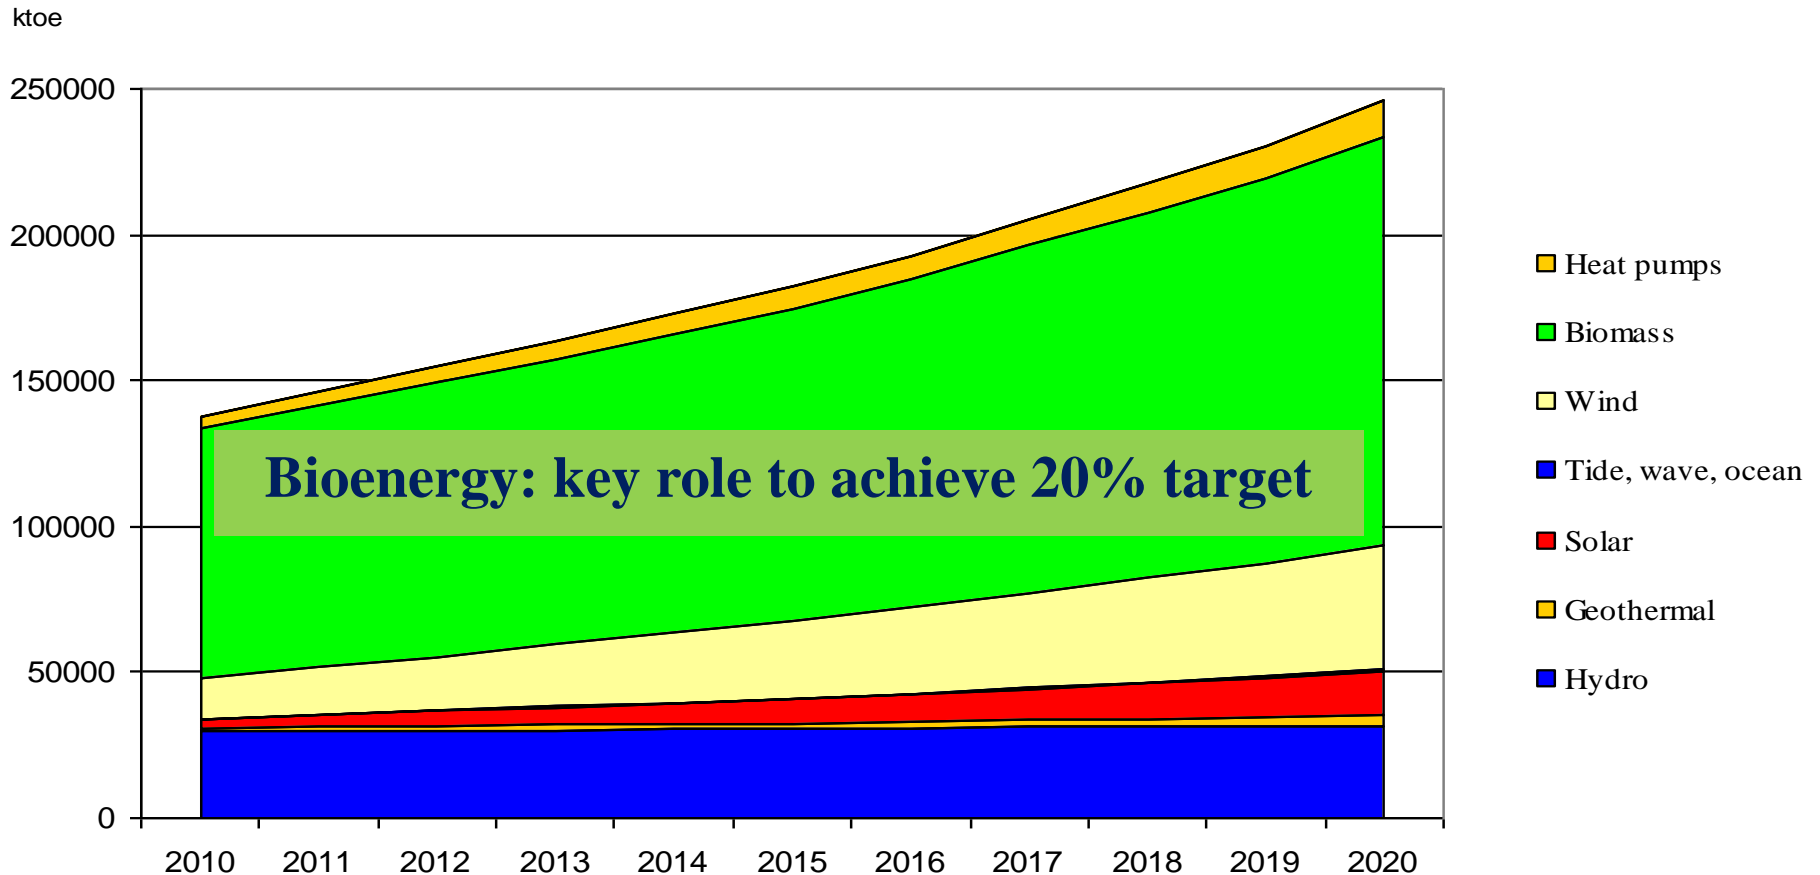 ktoe
250000
200000
150000
100000
50000
0
Bioenergy: key role to achieve 20% target
2010 2011 2012 2013 2014 2015 2016 2017 2018 2019 2020
Heat pumps
Biomass
Wind
Tide, wave, ocean
Solar
Geothermal
Hydro